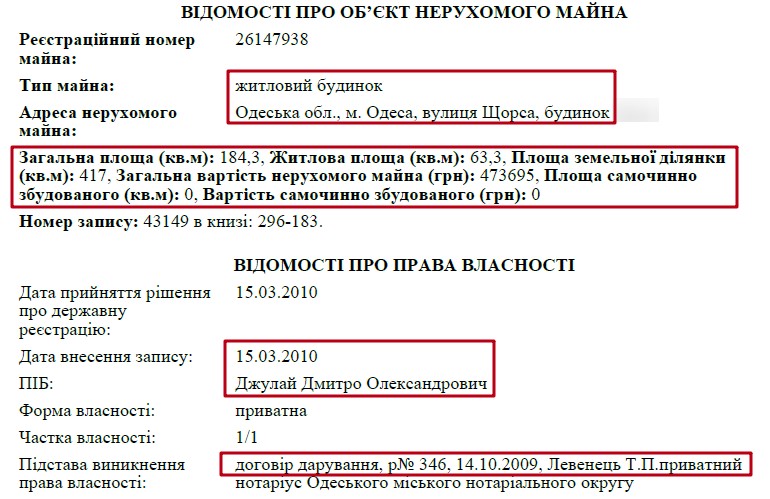 ВІДОМОСТІ ПРО ОБ’ЄКТ НЕРУХОМОГО МАЙНА
Реєстраційний номер майна: 26147938
Тип майна: житловий будинок
Адреса нерухомого майна: Одеська обл., м. Одеса, вулиця Щорса, будинок
Загальна площа (кв.м): 184,3, Житлова площа (кв.м): 63,3, Площа земельної ділянки
(кв.м): 417, Загальна вартість нерухомого майна (грн): 473695, Площа самочинно
збудованого (кв.м): 0, Вартість самочинно збудованого (грн): 0
Номер запису: 43149 в книзі: 296-183.
ВІДОМОСТІ ПРО ПРАВА ВЛАСНОСТІ
Дата прийняття рішення про державну реєстрацію: 15.03.2010
Дата внесення запису: 15.03.2010
ПІБ: Джулай Дмитро Олександрович
Форма власності: приватна
Частка власності: 1/1
Підстава виникнення договір дарування, р№ 346, 14.10.2009, Левенець Т.П.приватний
права власності: нотаріус Одеського міського нотаріального округу